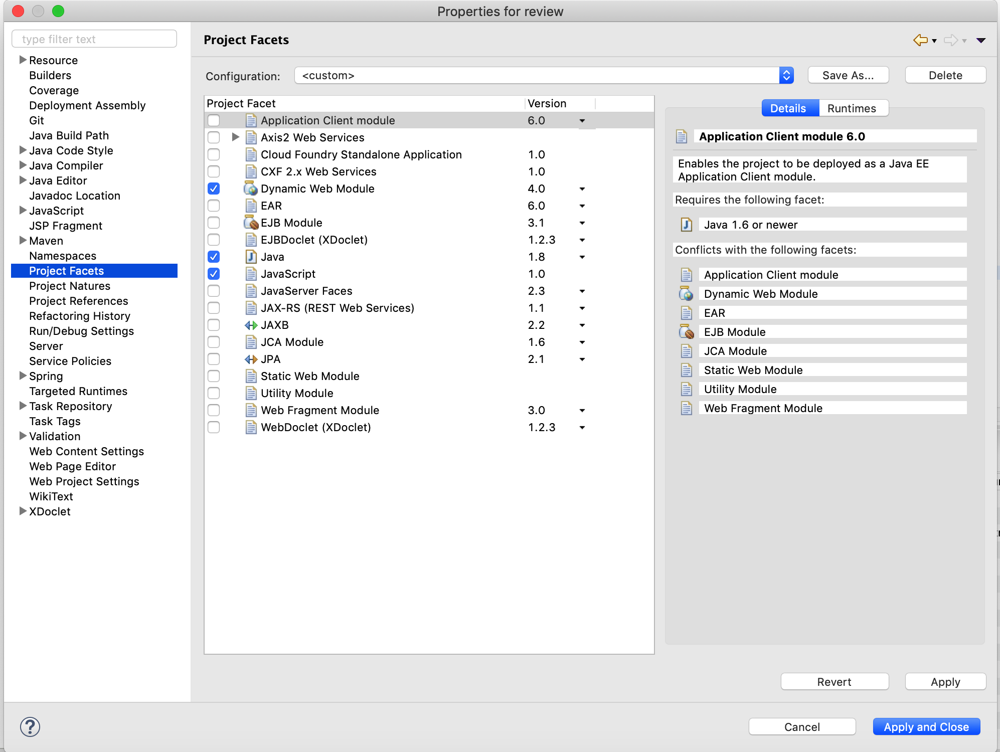 Properties for review
type filter text
Resource
Builders
Coverage
Deployment Assembly
Git
Java Build Path
Java Code Style
Java Compiler
Java Editor
Javadoc Location
JavaScript
JSP Fragment
Maven
Namespaces
Project Facets
Project Natures
Project References
Refactoring History
Run/Debug Settings
Server
Service Policies
Spring
Targeted Runtimes
Task Repository
Task Tags
Validation
Web Content Settings
Web Page Editor
Web Project Settings
WikiText
XDoclet
Project Facets
Configuration: <custom> Save As... Delete
Project Facet Version
Application Client module 6.0
Axis2 Web Services
Cloud Foundry Standalone Application 1.0
CXF 2.x Web Services 1.0
Dynamic Web Module 4.0
EAR 6.0
EJB Module 3.1
EJBDoclet (XDoclet) 1.2.3
Java 1.8
JavaScript 1.0
JavaServer Faces 2.3
JAX-RS (REST Web Services) 1.1
JAXB 2.2
JCA Module 1.6
JPA 2.1
Static Web Module
Utility Module
Web Fragment Module 3.0
WebDoclet (XDoclet) 1.2.3
Details Runtimes
Application Client module 6.0
Enables the project to be deployed as a Java EE
Application Client module.
Requires the following facet:
Java 1.6 or newer
Conflicts with the following facets:
Application Client module
Dynamic Web Module
EAR
EJB Module
JCA Module
Static Web Module
Utility Module
Web Fragment Module
Revert Apply
? Cancel Apply and Close